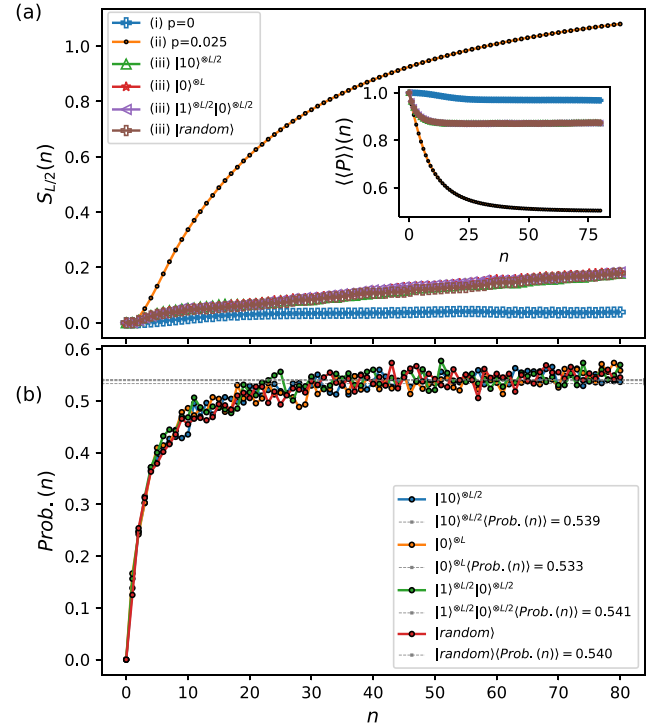 (a)
S_{L/2}(n)
1.0
0.8
0.6
0.4
0.2
0.0
(i) p=0
(ii) p=0.025
(iii) |10⟩^{⊗L/2}
(iii) |0⟩^{⊗L}
(iii) |1⟩^{⊗L/2}|0⟩^{⊗L/2}
(iii) |random⟩
⟨⟨P⟩⟩(n)
1.0
0.8
0.6
0 25 50 75
n
(b)
Prob.(n)
0.6
0.5
0.4
0.3
0.2
0.1
0.0
|10⟩^{⊗L/2}
|10⟩^{⊗L/2}⟨Prob.(n)⟩ = 0.539
|0⟩^{⊗L}
|0⟩^{⊗L}⟨Prob.(n)⟩ = 0.533
|1⟩^{⊗L/2}|0⟩^{⊗L/2}
|1⟩^{⊗L/2}|0⟩^{⊗L/2}⟨Prob.(n)⟩ = 0.541
|random⟩
|random⟩⟨Prob.(n)⟩ = 0.540
0 10 20 30 40 50 60 70 80
n